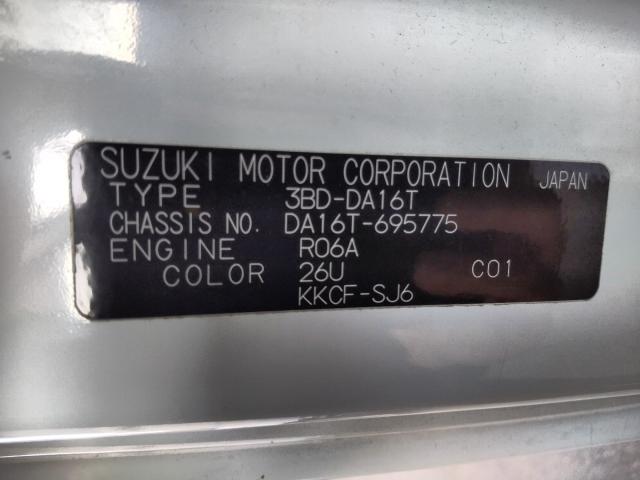 SUZUKI MOTOR CORPORATION JAPAN
TYPE 3BD-DA16T
CHASSIS NO. DA16T-695775
ENGINE R06A
COLOR 26U C01
KKCF-SJ6